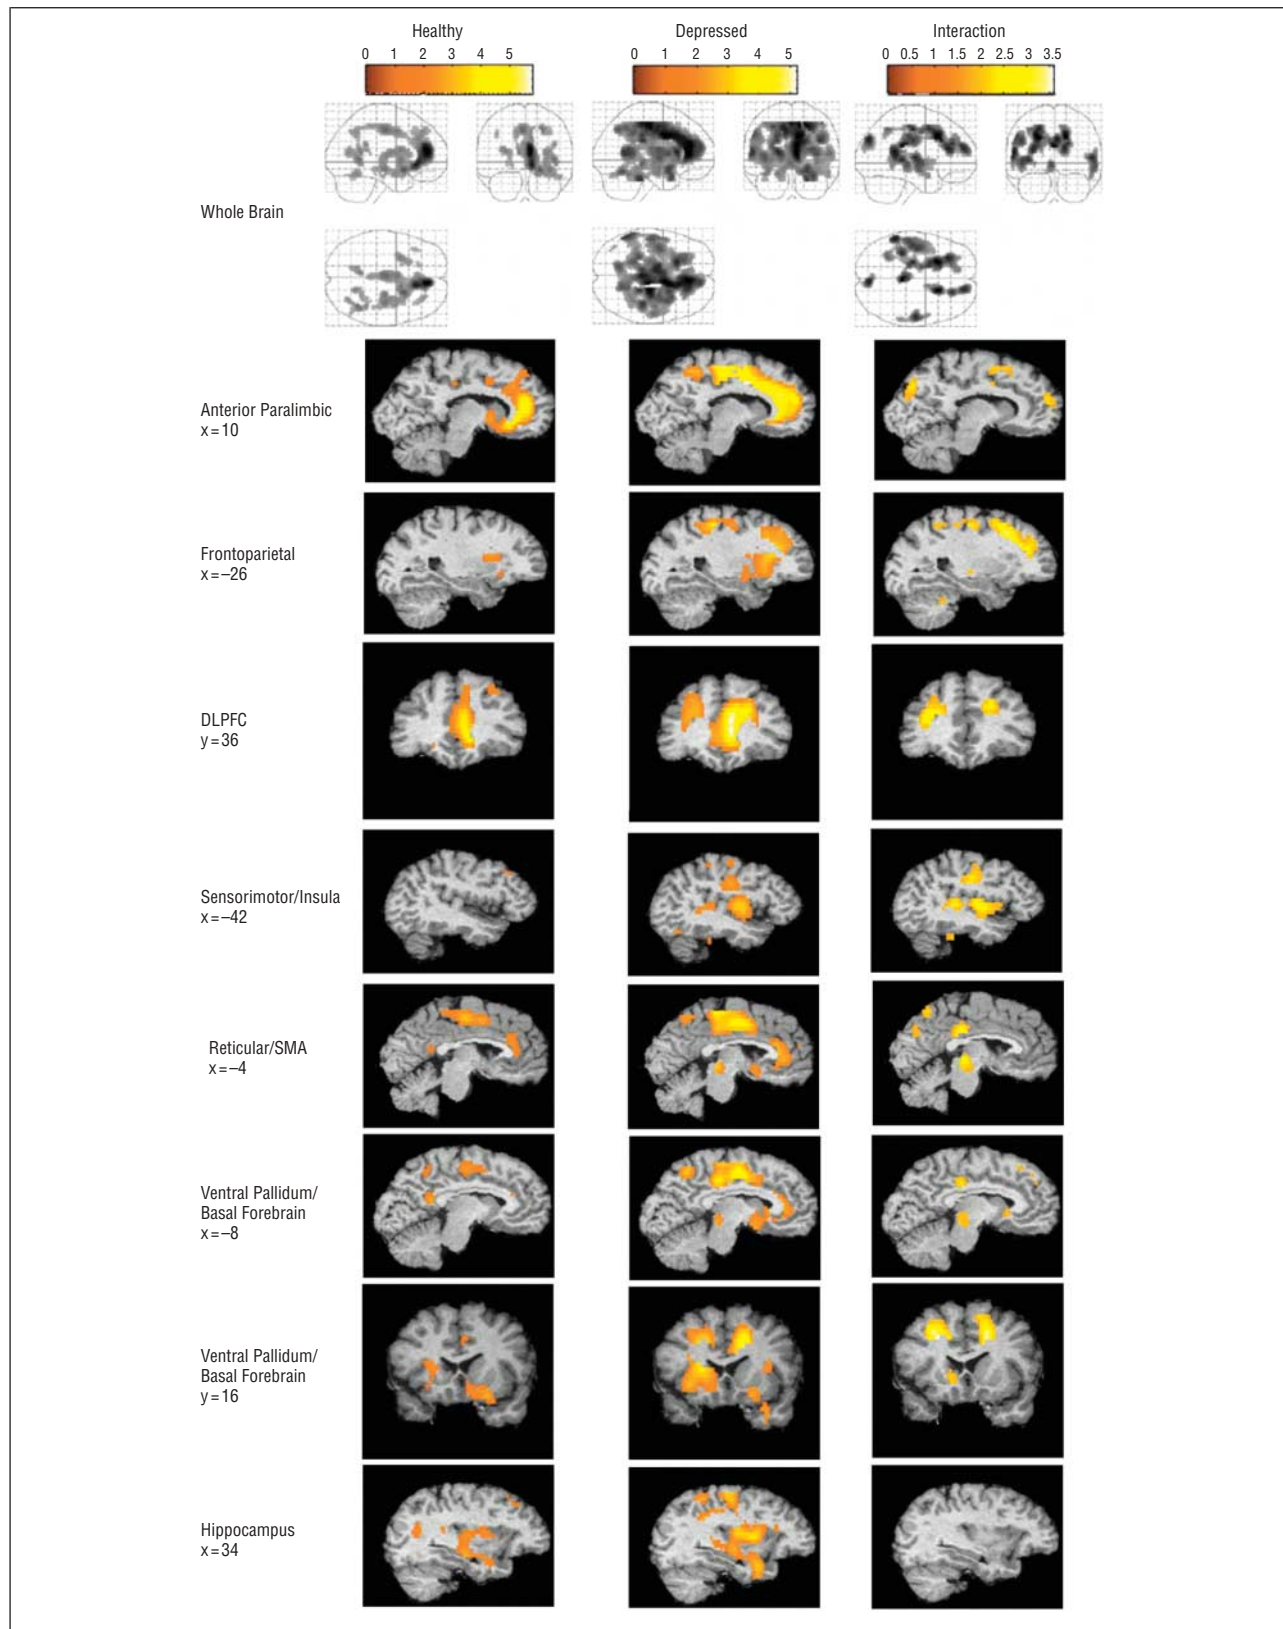 Healthy Depressed Interaction
0 1 2 3 4 5 0 1 2 3 4 5 0 0.5 1 1.5 2 2.5 3 3.5
Whole Brain
Anterior Paralimbic
x=10
Frontoparietal
x=–26
DLPFC
y=36
Sensorimotor/Insula
x=–42
Reticular/SMA
x=–4
Ventral Pallidum/
Basal Forebrain
x=–8
Ventral Pallidum/
Basal Forebrain
y=16
Hippocampus
x=34